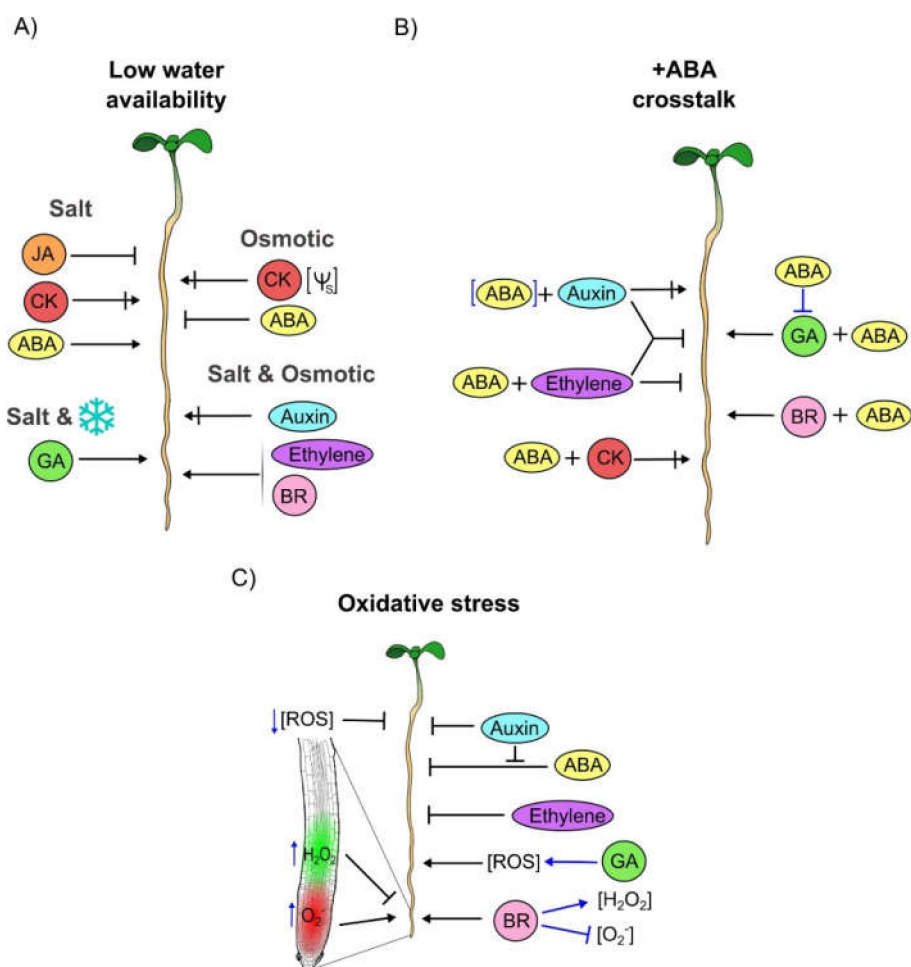 A)
Low water
availability
Salt
JA
CK
ABA
Osmotic
CK [Ψs]
ABA
Salt & Osmotic
Auxin
Ethylene
BR
Salt &
GA
B)
+ABA
crosstalk
[ABA] + Auxin
ABA + Ethylene
ABA + CK
ABA
GA + ABA
BR + ABA
C)
Oxidative stress
↓ [ROS]
↑ H₂O₂
↑ O₂⁻
Auxin
ABA
Ethylene
[ROS] GA
BR [H₂O₂]
[O₂⁻]